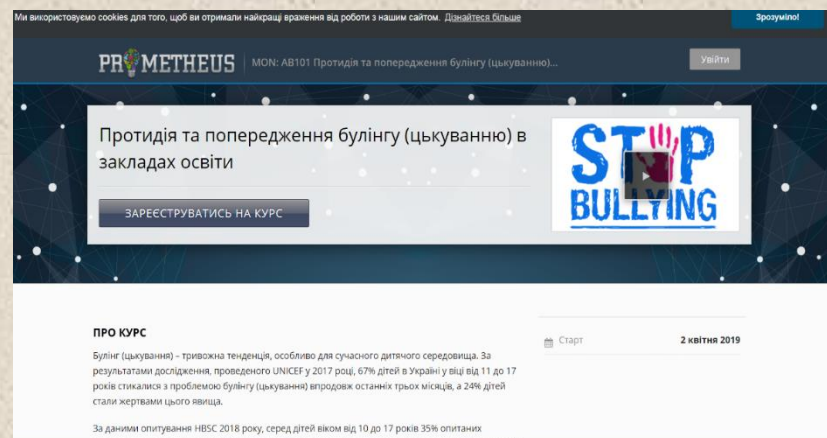 Ми використовуємо cookies для того, щоб ви отримали найкращі враження від роботи з нашим сайтом. Дізнайтеся більше
Зрозуміло!
PROMETHEUS
MON: AB101 Протидія та попередження булінгу (цькуванню)...
Увійти
Протидія та попередження булінгу (цькуванню) в
закладах освіти
ЗАРЕЄСТРУВАТИСЬ НА КУРС
STOP
BULLYING
ПРО КУРС
Старт
2 квітня 2019
Булінг (цькування) – тривожна тенденція, особливо для сучасного дитячого середовища. За
результатами дослідження, проведеного UNICEF у 2017 році, 67% дітей в Україні у віці від 11 до 17
років стикалися з проблемою булінгу (цькування) впродовж останніх трьох місяців, а 24% дітей
стали жертвами цього явища.
За даними опитування HBSC 2018 року, серед дітей віком від 10 до 17 років 35% опитаних